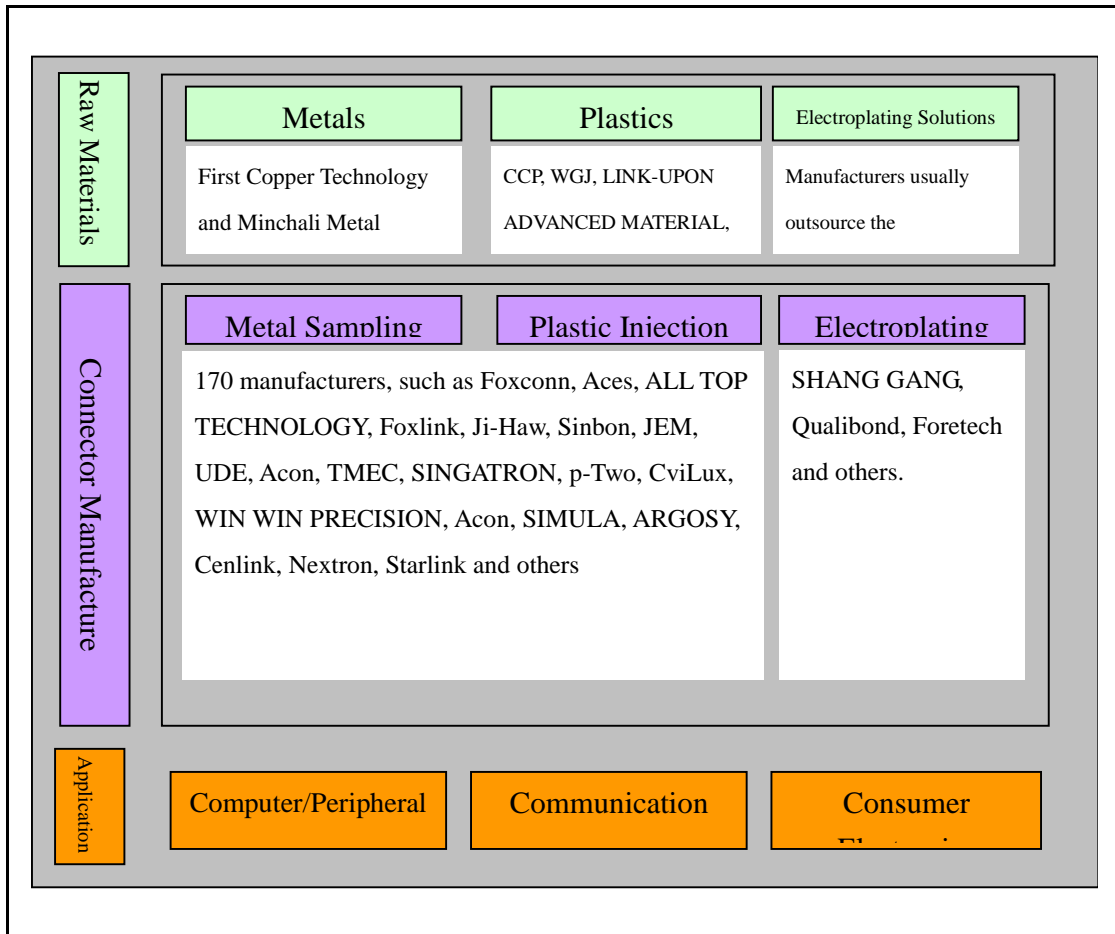 Raw Materials
Metals
First Copper Technology
and Minchali Metal
Plastics
CCP, WGJ, LINK-UPON
ADVANCED MATERIAL,
Electroplating Solutions
Manufacturers usually
outsource the
Connector Manufacture
Metal Sampling
Plastic Injection
Electroplating
170 manufacturers, such as Foxconn, Aces, ALL TOP
TECHNOLOGY, Foxlink, Ji-Haw, Sinbon, JEM,
UDE, Acon, TMEC, SINGATRON, p-Two, CviLux,
WIN WIN PRECISION, Acon, SIMULA, ARGOSY,
Cenlink, Nextron, Starlink and others
SHANG GANG,
Qualibond, Foretech
and others.
Application
Computer/Peripheral
Communication
Consumer